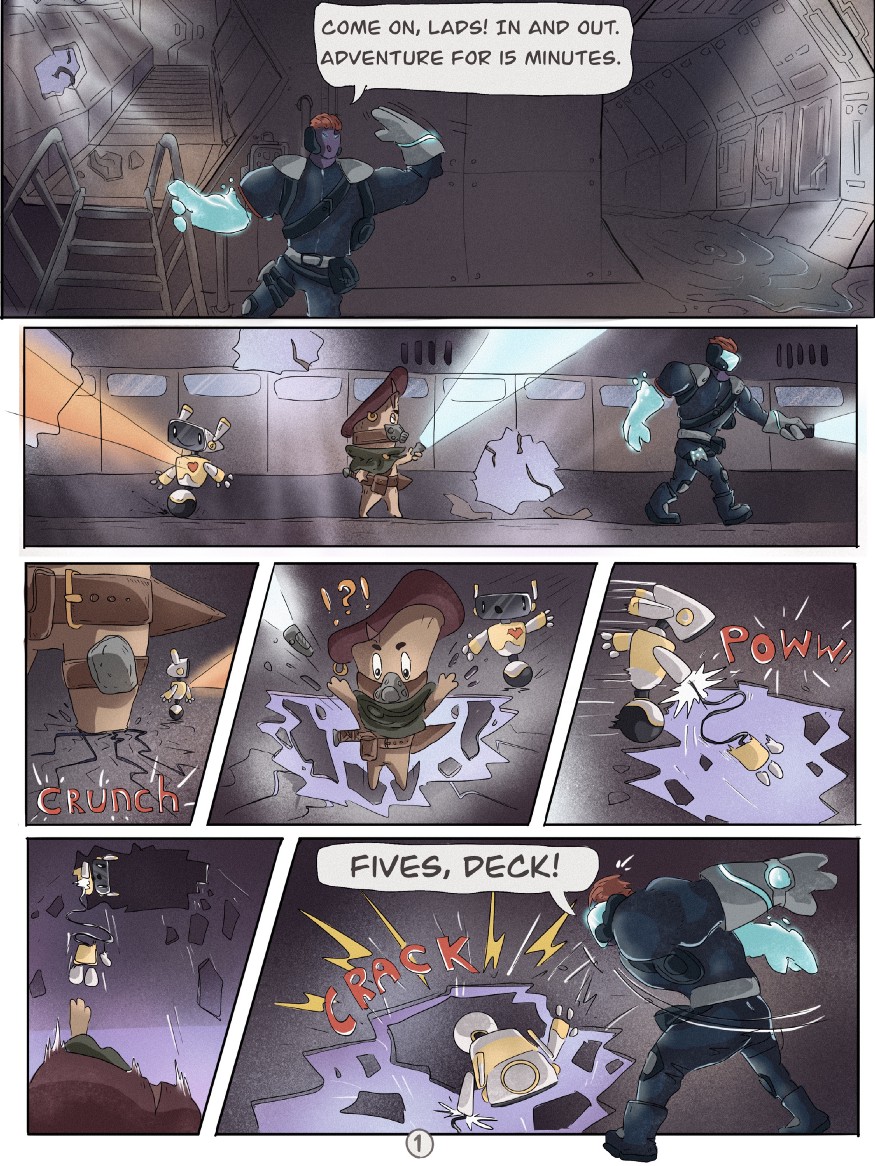 COME ON, LADS! IN AND OUT.
ADVENTURE FOR 15 MINUTES.
CRUNCH
!?!
POWW!
FIVES, DECK!
CRACK
1